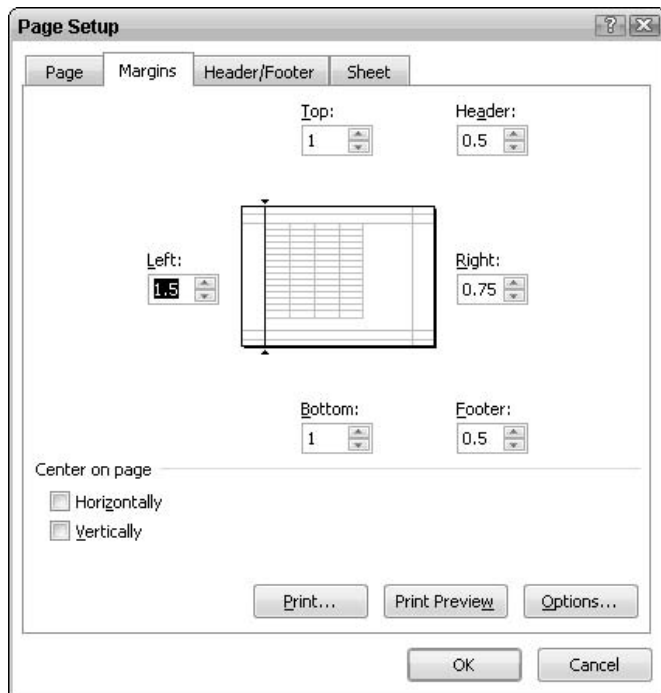 Page Setup
Page Margins Header/Footer Sheet
Top: Header:
1 0.5
Left: Right:
1.5 0.75
Bottom: Footer:
1 0.5
Center on page
Horizontally
Vertically
Print... Print Preview Options...
OK Cancel